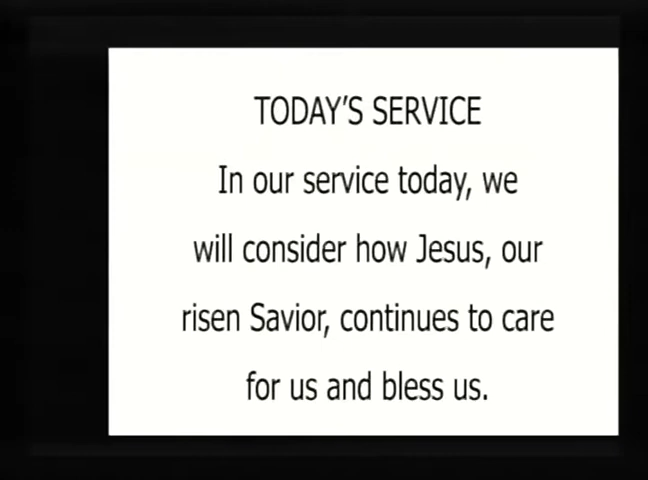 TODAY'S SERVICE
In our service today, we
will consider how Jesus, our
risen Savior, continues to care
for us and bless us.